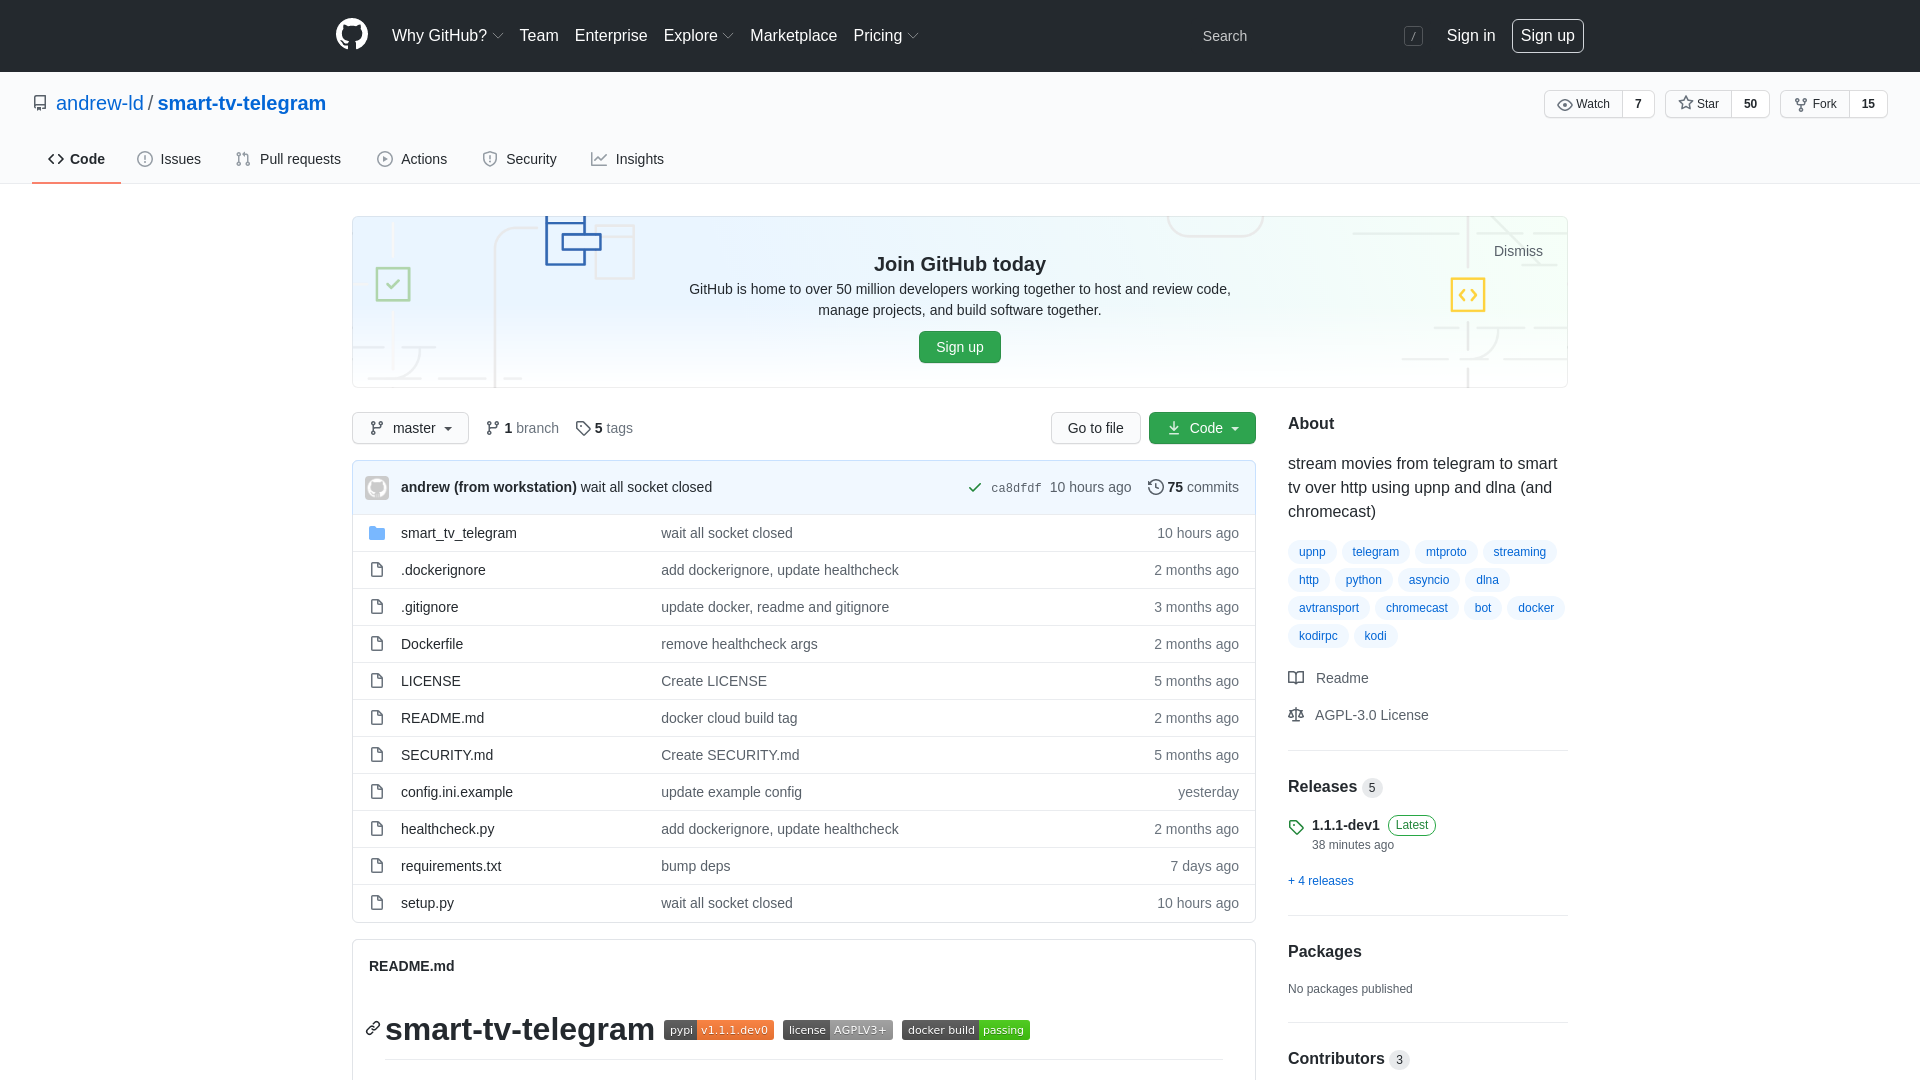 Why GitHub? Team Enterprise Explore Marketplace Pricing Search / Sign in Sign up
andrew-ld / smart-tv-telegram Watch 7 Star 50 Fork 15
Code Issues Pull requests Actions Security Insights
Dismiss
Join GitHub today
GitHub is home to over 50 million developers working together to host and review code,
manage projects, and build software together.
Sign up
master 1 branch 5 tags Go to file Code
andrew (from workstation) wait all socket closed ca8dfdf 10 hours ago 75 commits
smart_tv_telegram wait all socket closed 10 hours ago
.dockerignore add dockerignore, update healthcheck 2 months ago
.gitignore update docker, readme and gitignore 3 months ago
Dockerfile remove healthcheck args 2 months ago
LICENSE Create LICENSE 5 months ago
README.md docker cloud build tag 2 months ago
SECURITY.md Create SECURITY.md 5 months ago
config.ini.example update example config yesterday
healthcheck.py add dockerignore, update healthcheck 2 months ago
requirements.txt bump deps 7 days ago
setup.py wait all socket closed 10 hours ago
README.md
smart-tv-telegram pypi v1.1.1.dev0 license AGPLV3+ docker build passing
About
stream movies from telegram to smart
tv over http using upnp and dlna (and
chromecast)
upnp telegram mtproto streaming
http python asyncio dlna
avtransport chromecast bot docker
kodirpc kodi
Readme
AGPL-3.0 License
Releases 5
1.1.1-dev1 Latest
38 minutes ago
+ 4 releases
Packages
No packages published
Contributors 3